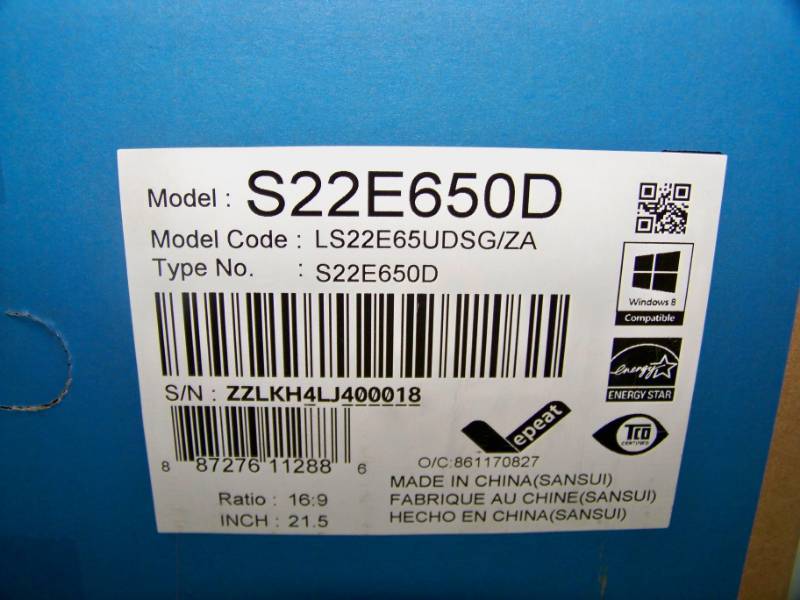 Model : S22E650D
Model Code : LS22E65UDSG/ZA
Type No. : S22E650D
Windows 8
Compatible
energy
ENERGY STAR
S/N : ZZLKH4LJ400018
epeat
TCO
CERTIFIED
8 87276 11288 6
O/C:861170827
MADE IN CHINA(SANSUI)
Ratio : 16:9
FABRIQUE AU CHINE(SANSUI)
INCH : 21.5
HECHO EN CHINA(SANSUI)